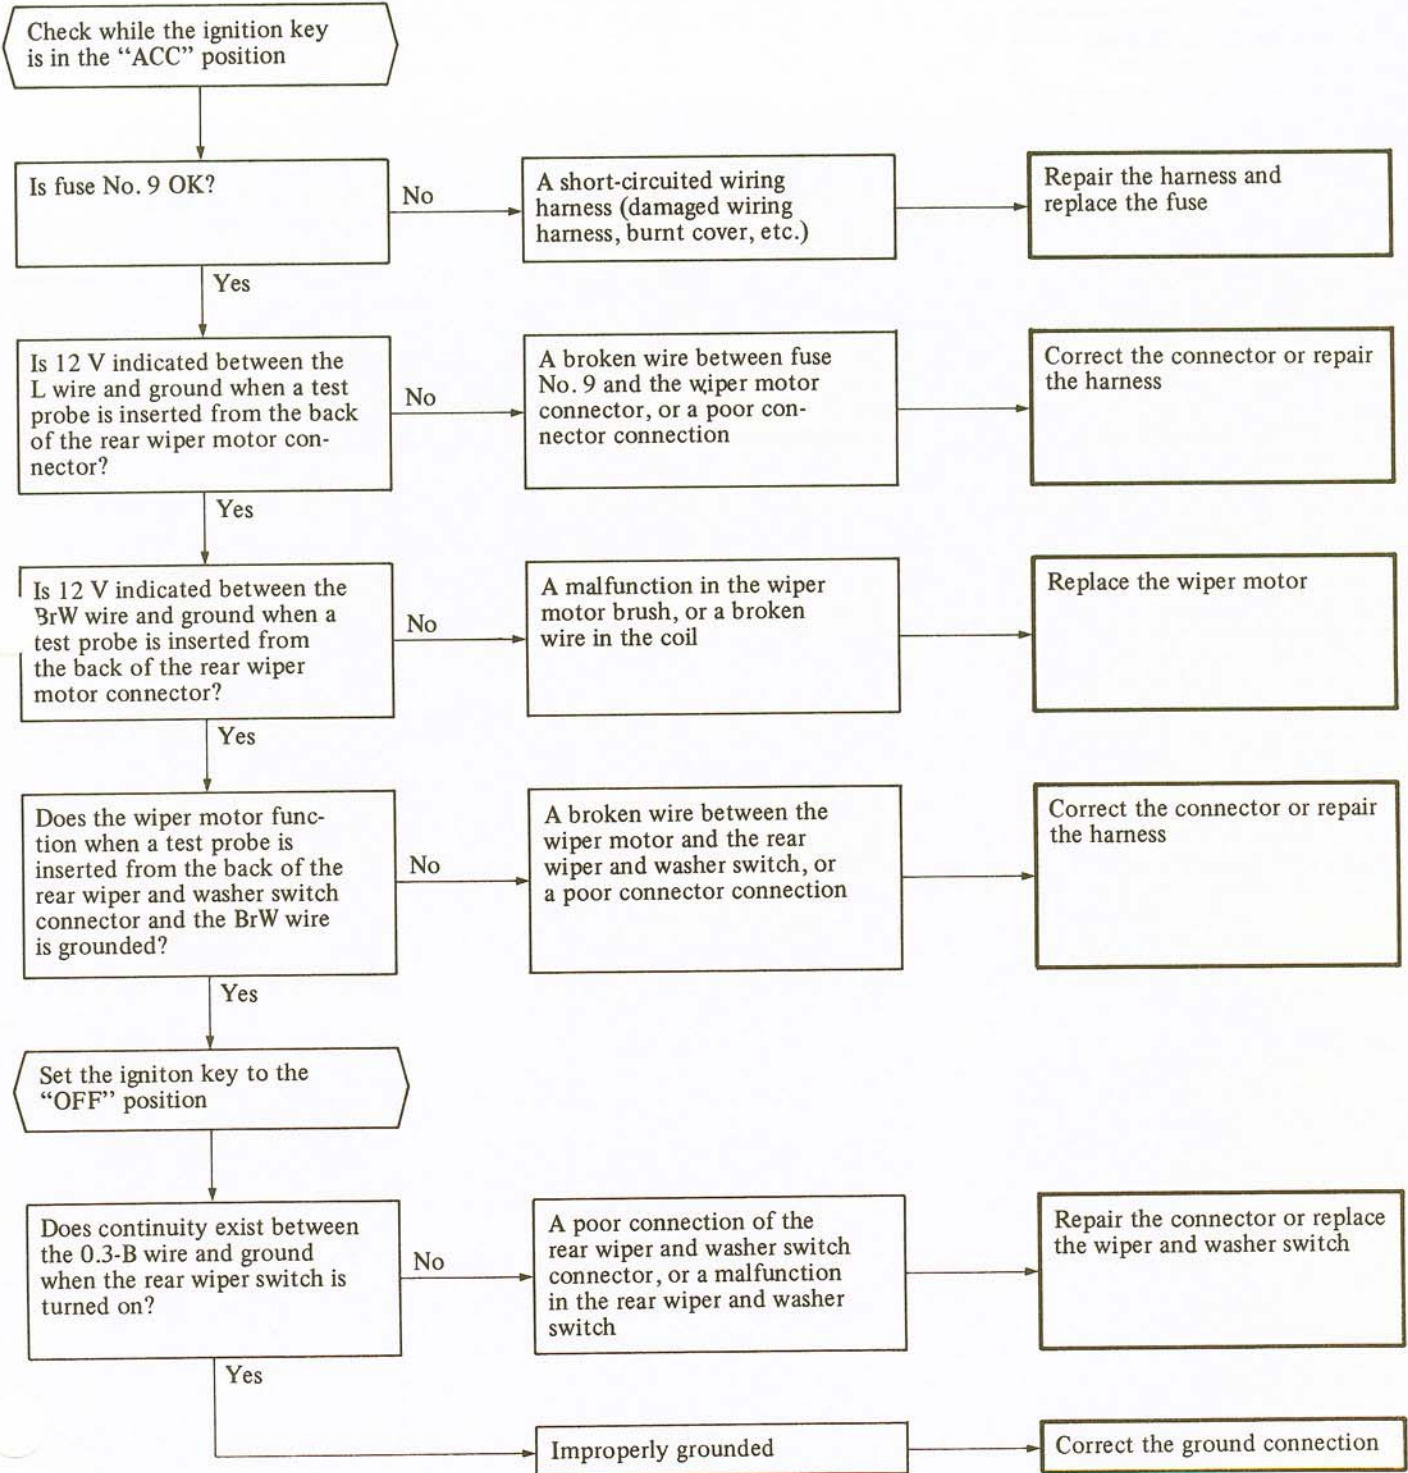 Check while the ignition key
is in the “ACC” position
Is fuse No. 9 OK?
No
A short-circuited wiring
harness (damaged wiring
harness, burnt cover, etc.)
Repair the harness and
replace the fuse
Yes
Is 12 V indicated between the
L wire and ground when a test
probe is inserted from the back
of the rear wiper motor con-
nector?
No
A broken wire between fuse
No. 9 and the wiper motor
connector, or a poor con-
nector connection
Correct the connector or repair
the harness
Yes
Is 12 V indicated between the
BrW wire and ground when a
test probe is inserted from
the back of the rear wiper
motor connector?
No
A malfunction in the wiper
motor brush, or a broken
wire in the coil
Replace the wiper motor
Yes
Does the wiper motor func-
tion when a test probe is
inserted from the back of the
rear wiper and washer switch
connector and the BrW wire
is grounded?
No
A broken wire between the
wiper motor and the rear
wiper and washer switch, or
a poor connector connection
Correct the connector or repair
the harness
Yes
Set the igniton key to the
“OFF” position
Does continuity exist between
the 0.3-B wire and ground
when the rear wiper switch is
turned on?
No
A poor connection of the
rear wiper and washer switch
connector, or a malfunction
in the rear wiper and washer
switch
Repair the connector or replace
the wiper and washer switch
Yes
Improperly grounded
Correct the ground connection